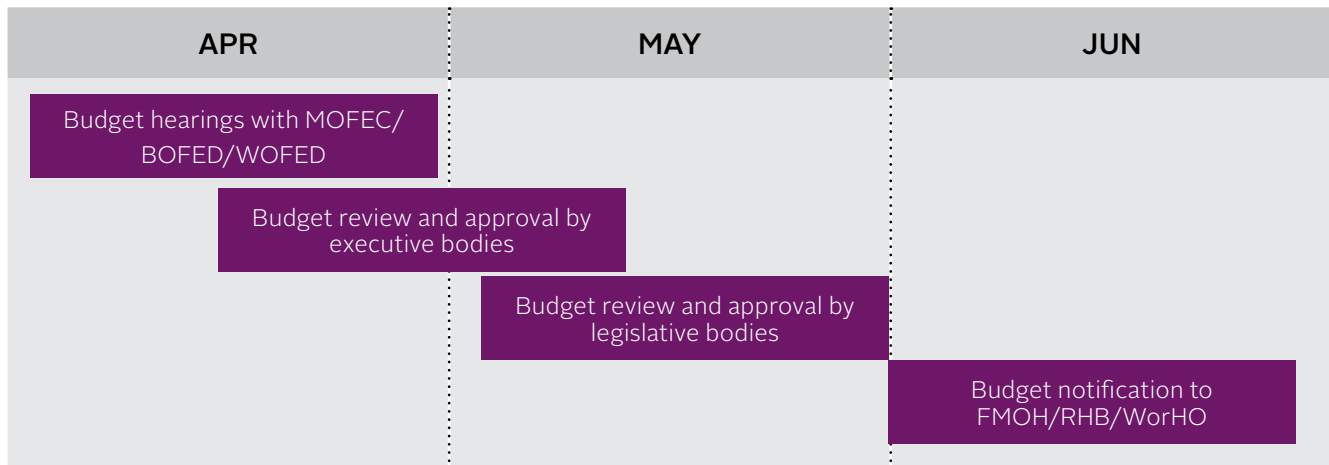 APR
MAY
JUN
Budget hearings with MOFEC/
BOFED/WOFED
Budget review and approval by
executive bodies
Budget review and approval by
legislative bodies
Budget notification to
FMOH/RHB/WorHO